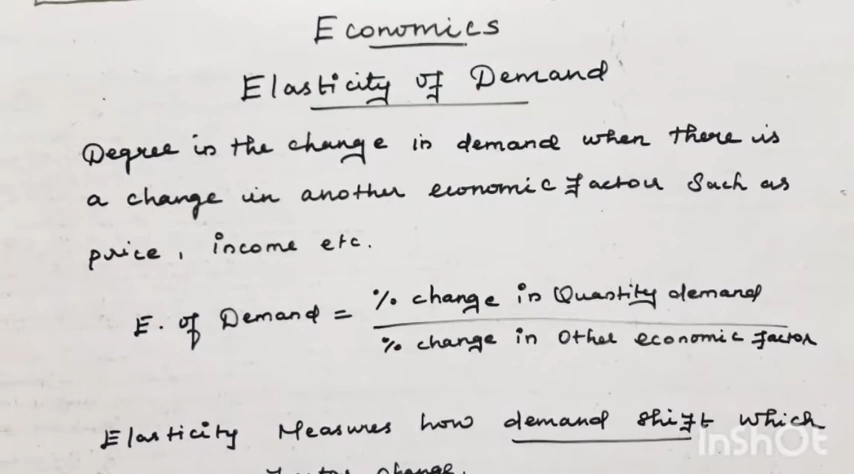 Economics
Elasticity of Demand
Degree in the change in demand when there is
a change in another economic factor Such as
price, income etc.
E. of Demand = % change in Quantity demand
% change in Other economic factor
Elasticity Measures how demand shift which
change.
InShOt